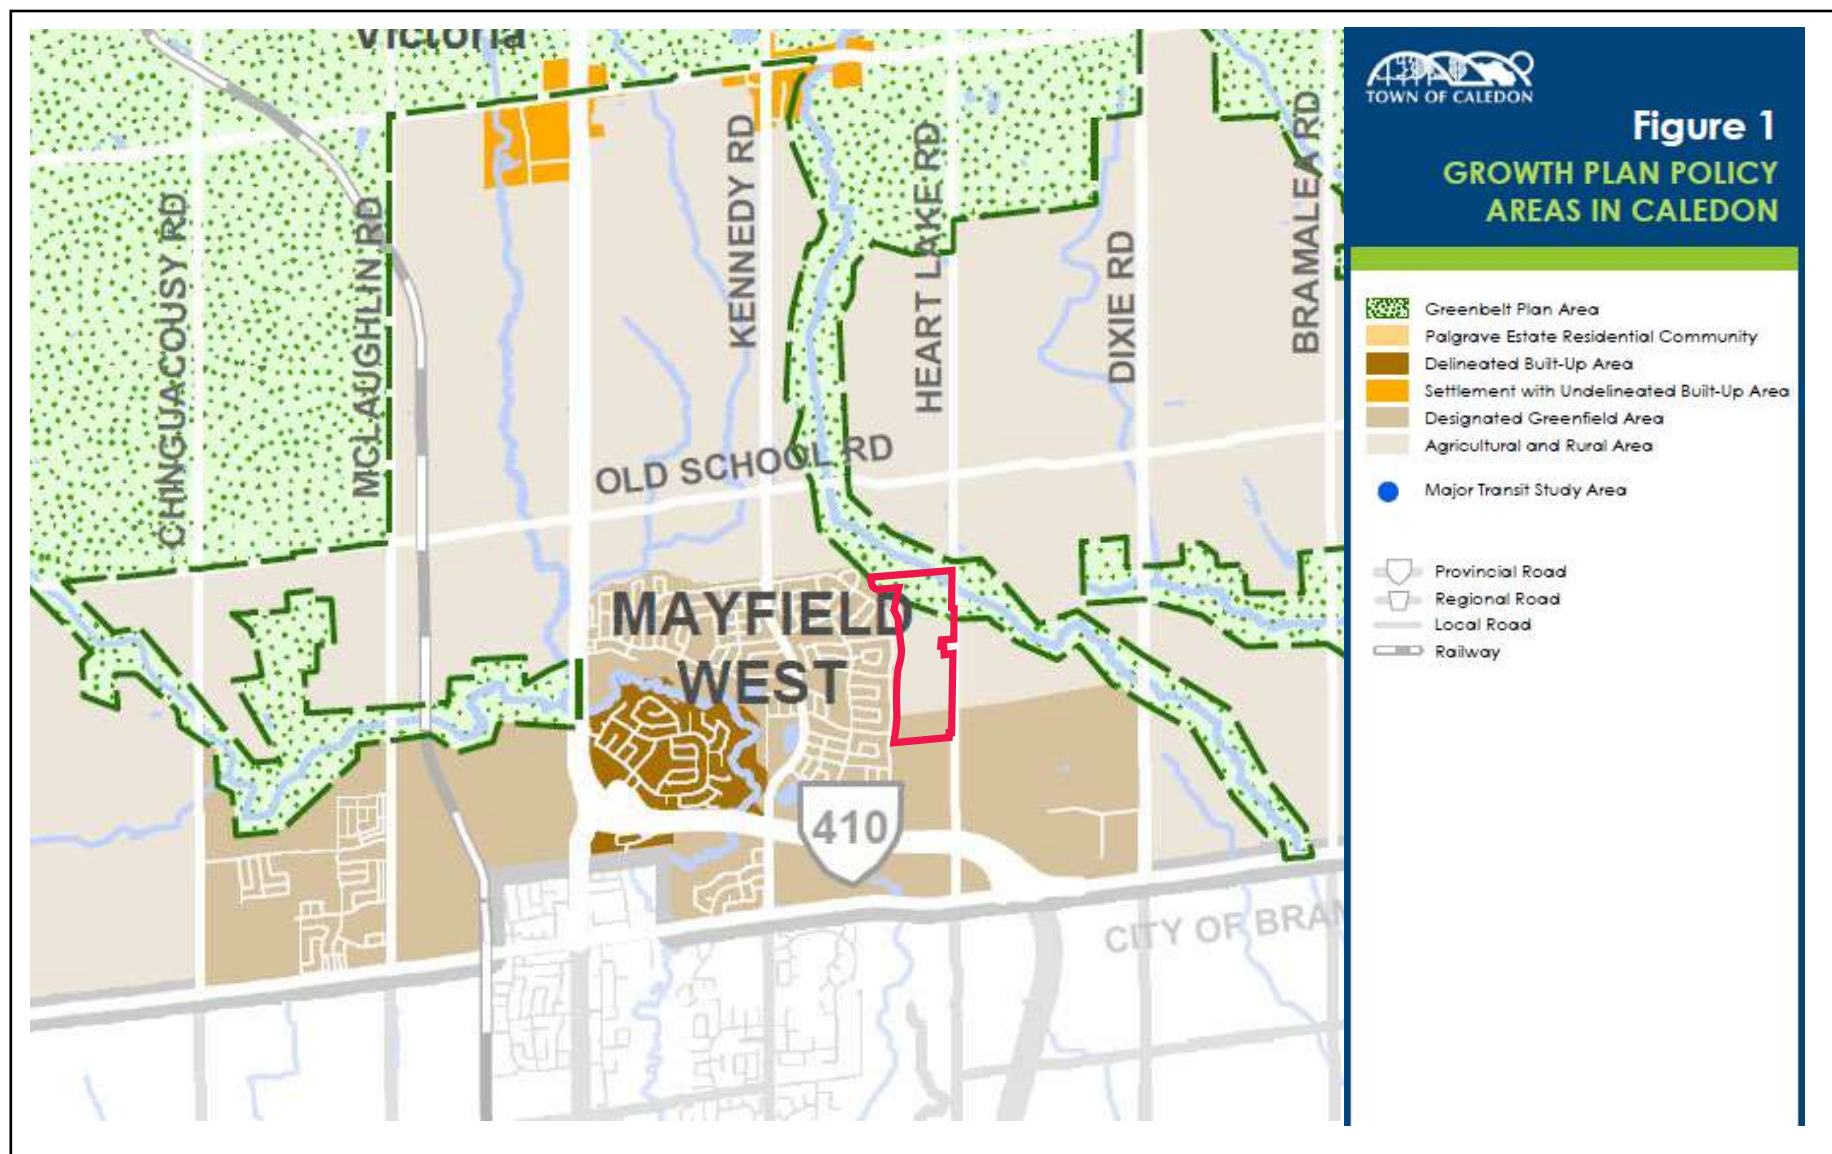 Victoria
CHINGUACOUSY RD
MCLAUGHLIN RD
KENNEDY RD
HEART LAKE RD
DIXIE RD
BRAMALEA RD
OLD SCHOOL RD
MAYFIELD
WEST
410
CITY OF BRAM
TOWN OF CALEDON
Figure 1
GROWTH PLAN POLICY
AREAS IN CALEDON
Greenbelt Plan Area
Palgrave Estate Residential Community
Delineated Built-Up Area
Settlement with Undelineated Built-Up Area
Designated Greenfield Area
Agricultural and Rural Area
Major Transit Study Area
Provincial Road
Regional Road
Local Road
Railway